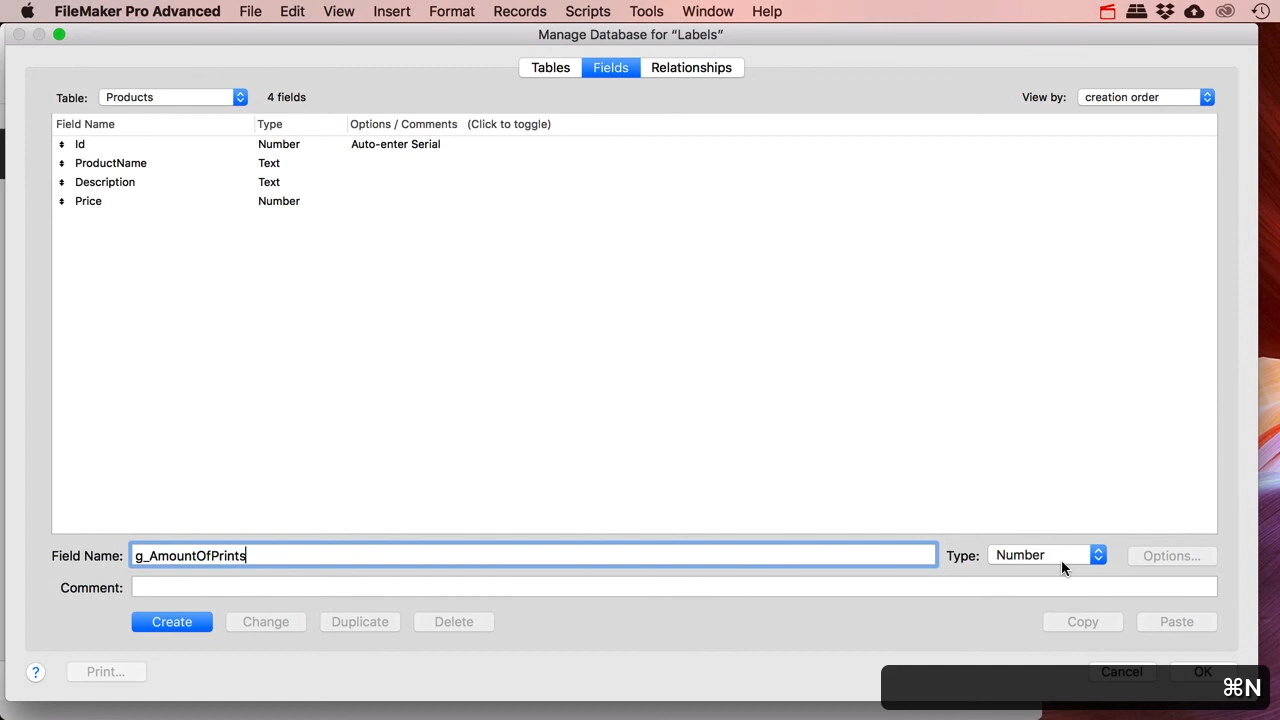 FileMaker Pro Advanced File Edit View Insert Format Records Scripts Tools Window Help
Manage Database for “Labels”
Tables Fields Relationships
Table: Products 4 fields View by: creation order
Field Name Type Options / Comments (Click to toggle)
Id Number Auto-enter Serial
ProductName Text
Description Text
Price Number
Field Name: g_AmountOfPrints Type: Number Options...
Comment:
Create Change Duplicate Delete Copy Paste
? Print... Cancel OK
⌘N